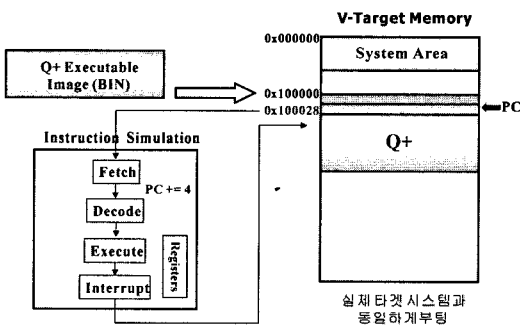 V-Target Memory
0x000000
System Area
Q+ Executable
Image (BIN)
0x100000
0x100028
PC
Q+
Instruction Simulation
Fetch
PC += 4
Decode
Execute
Registers
Interrupt
실제타겟시스템과
동일하게부팅